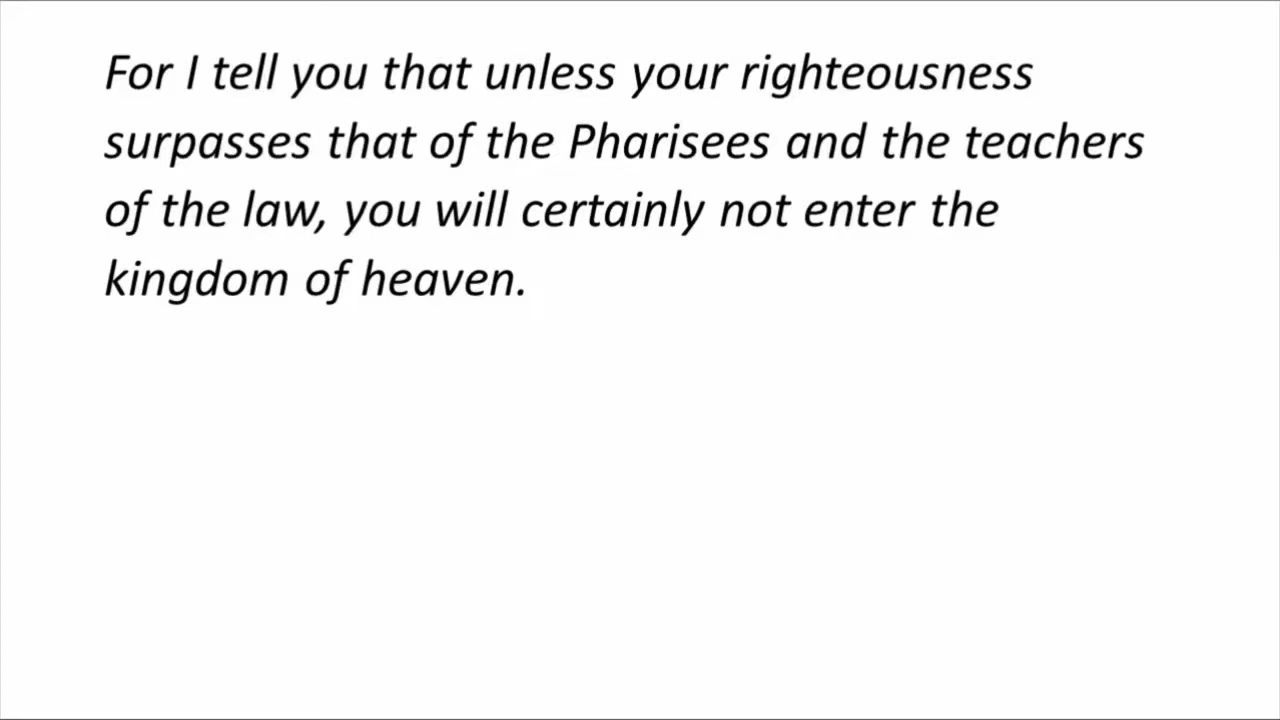 For I tell you that unless your righteousness
surpasses that of the Pharisees and the teachers
of the law, you will certainly not enter the
kingdom of heaven.